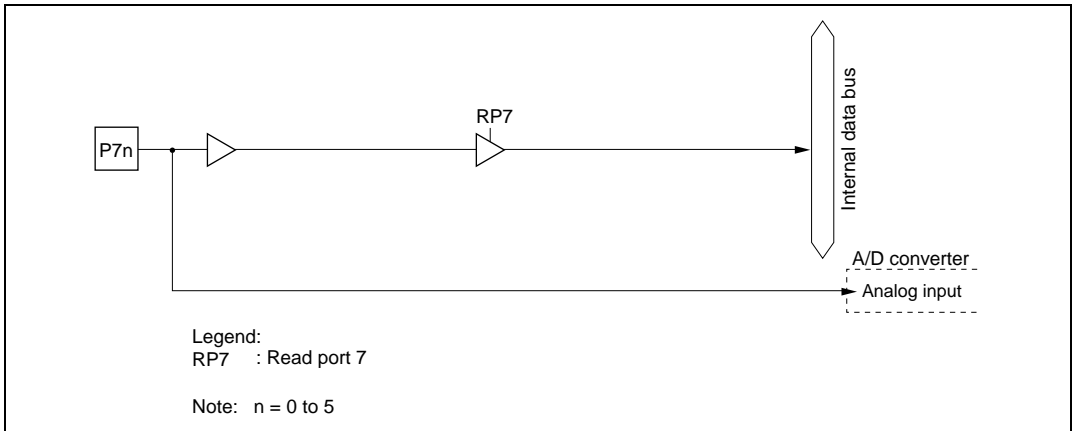 RP7
P7n
Internal data bus
A/D converter
Analog input
Legend:
RP7 : Read port 7
Note: n = 0 to 5